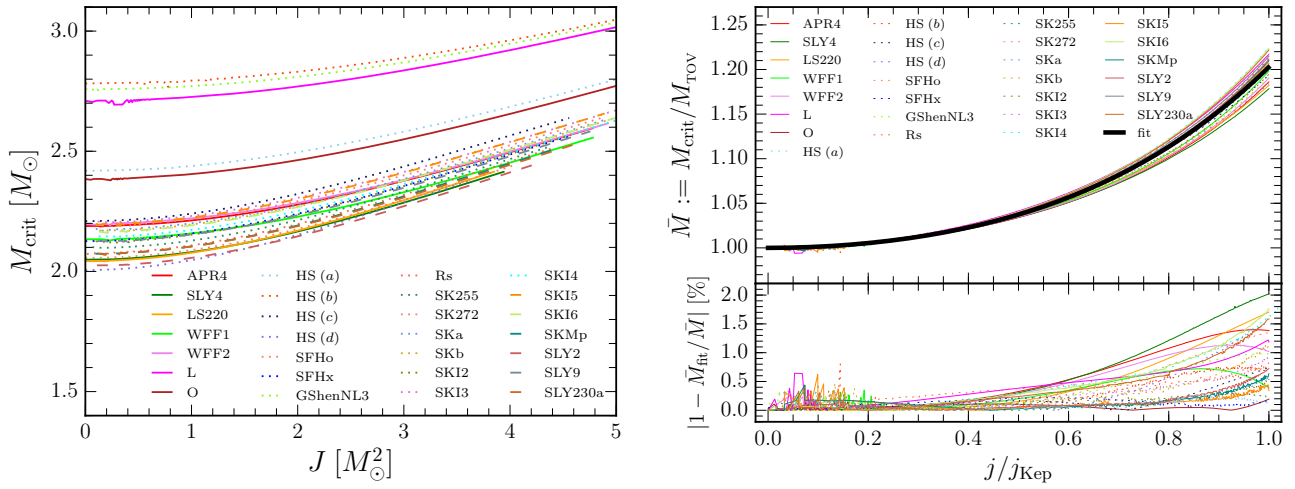 3.0
2.5
2.0
1.5
M_crit [M_⊙]
0 1 2 3 4 5
J [M_⊙^2]
APR4
SLY4
LS220
WFF1
WFF2
L
O
HS (a)
HS (b)
HS (c)
HS (d)
SFHo
SFHx
GShenNL3
Rs
SK255
SK272
SKa
SKb
SKI2
SKI3
SKI4
SKI5
SKI6
SKMp
SLY2
SLY9
SLY230a
1.25
1.20
1.15
1.10
1.05
1.00
M̄ := M_crit/M_TOV
APR4
SLY4
LS220
WFF1
WFF2
L
O
HS (a)
HS (b)
HS (c)
HS (d)
SFHo
SFHx
GShenNL3
Rs
SK255
SK272
SKa
SKb
SKI2
SKI3
SKI4
SKI5
SKI6
SKMp
SLY2
SLY9
SLY230a
fit
2.0
1.5
1.0
0.5
0.0
|1 − M̄_fit/M̄| [%]
0.0 0.2 0.4 0.6 0.8 1.0
j/j_Kep